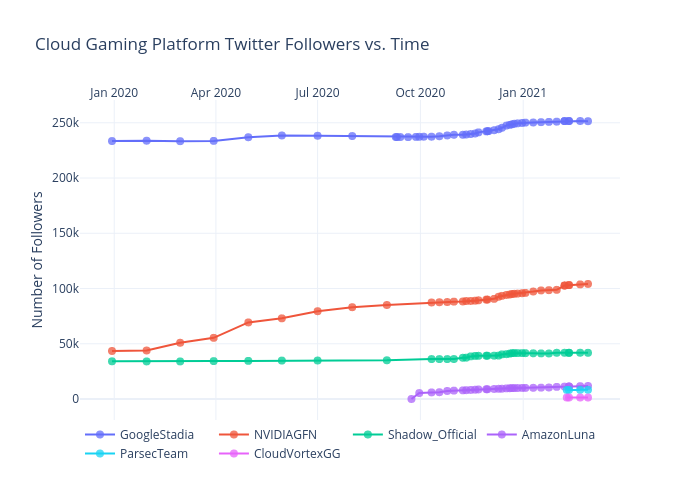 Cloud Gaming Platform Twitter Followers vs. Time
Jan 2020 Apr 2020 Jul 2020 Oct 2020 Jan 2021
250k
200k
150k
100k
50k
0
Number of Followers
GoogleStadia NVIDIAGFN Shadow_Official AmazonLuna
ParsecTeam CloudVortexGG